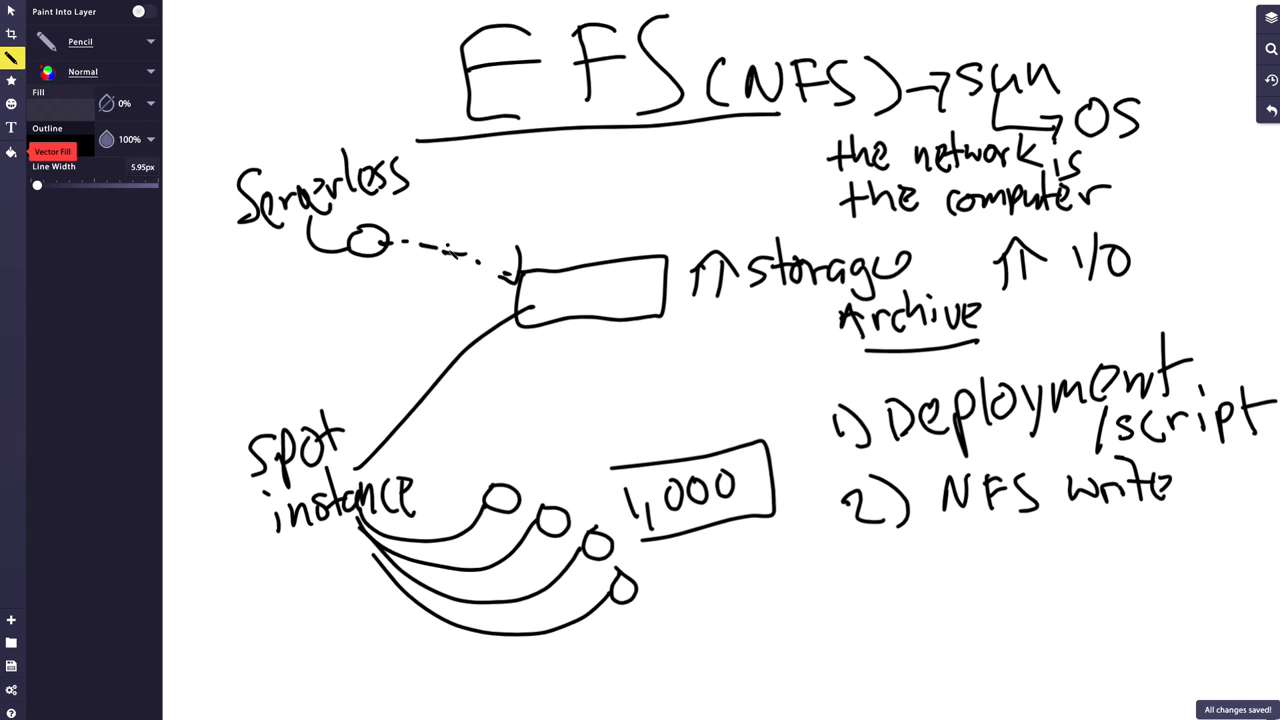 Paint Into Layer
Pencil
Normal
Fill
0%
Outline
100%
Vector Fill
Line Width
5.95px
EFS (NFS) → sun
→ OS
the network is
the computer
Serverless
↑↑ storage
↑↑ I/O
Archive
1) Deployment
/script
2) NFS write
spot
instance
1,000
All changes saved!